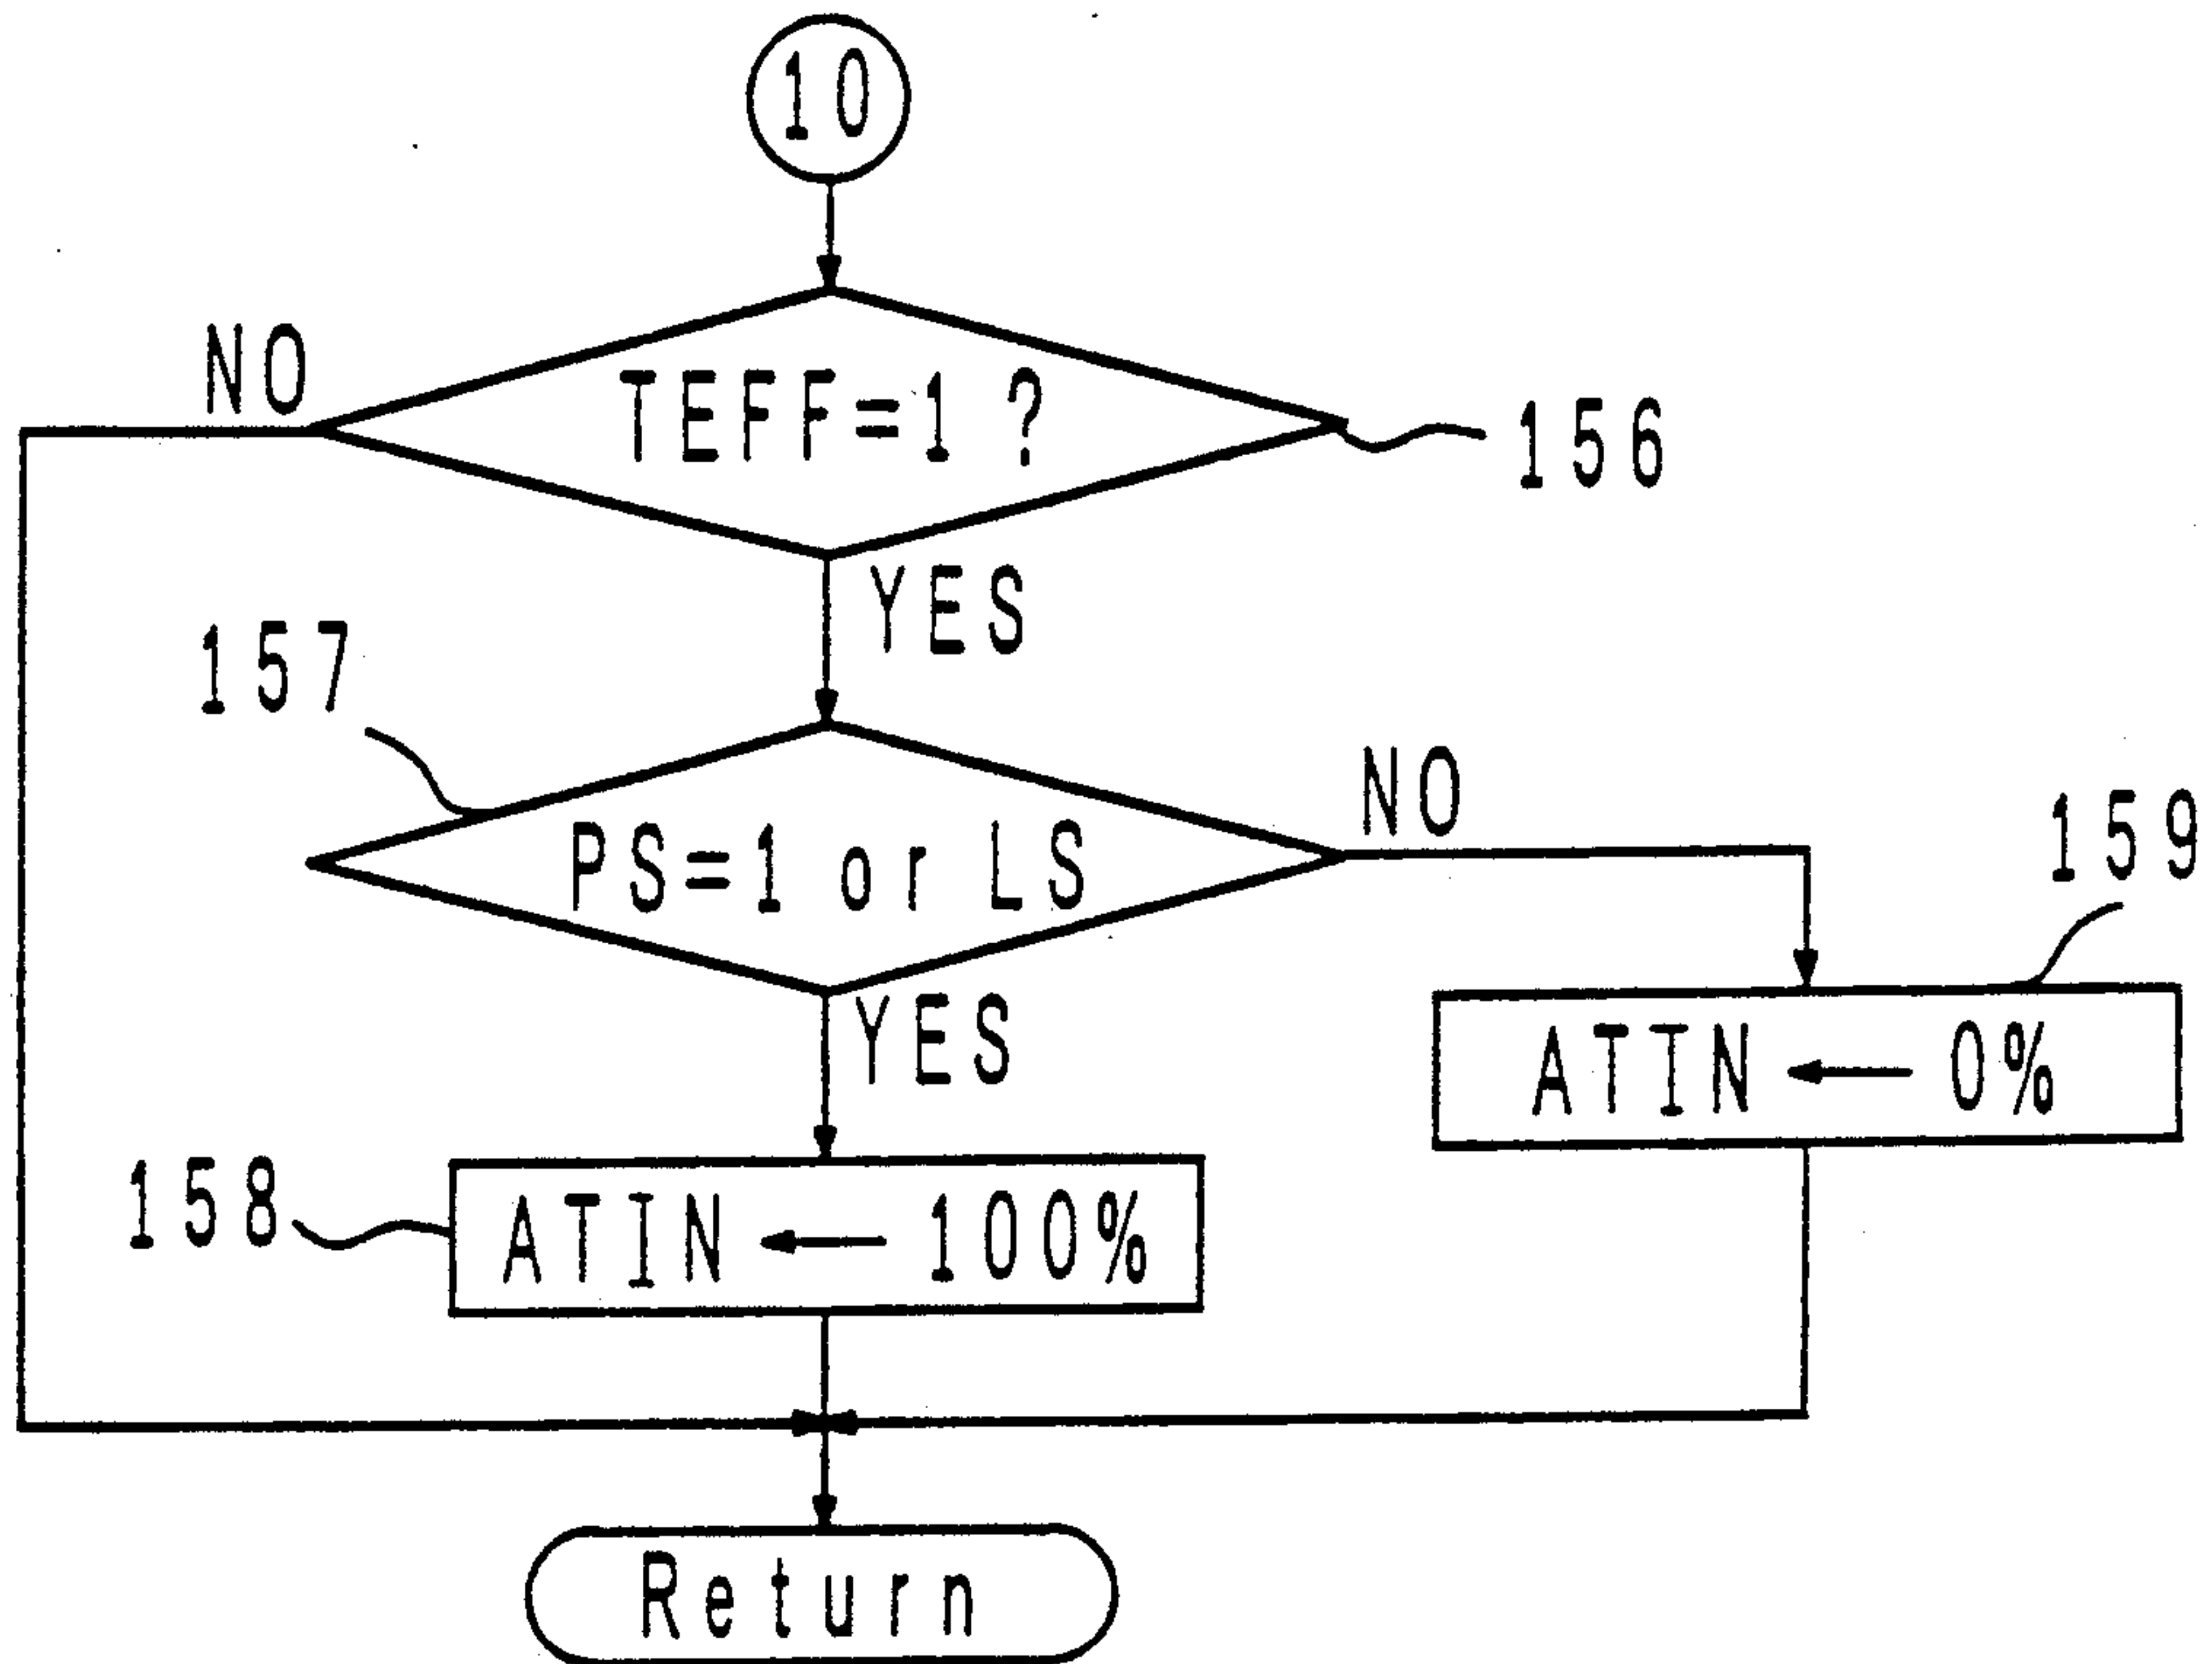 10
NO
TEFF=1 ?
156
YES
157
PS=1 or LS
NO
159
YES
ATIN ← 0%
158
ATIN ← 100%
Return